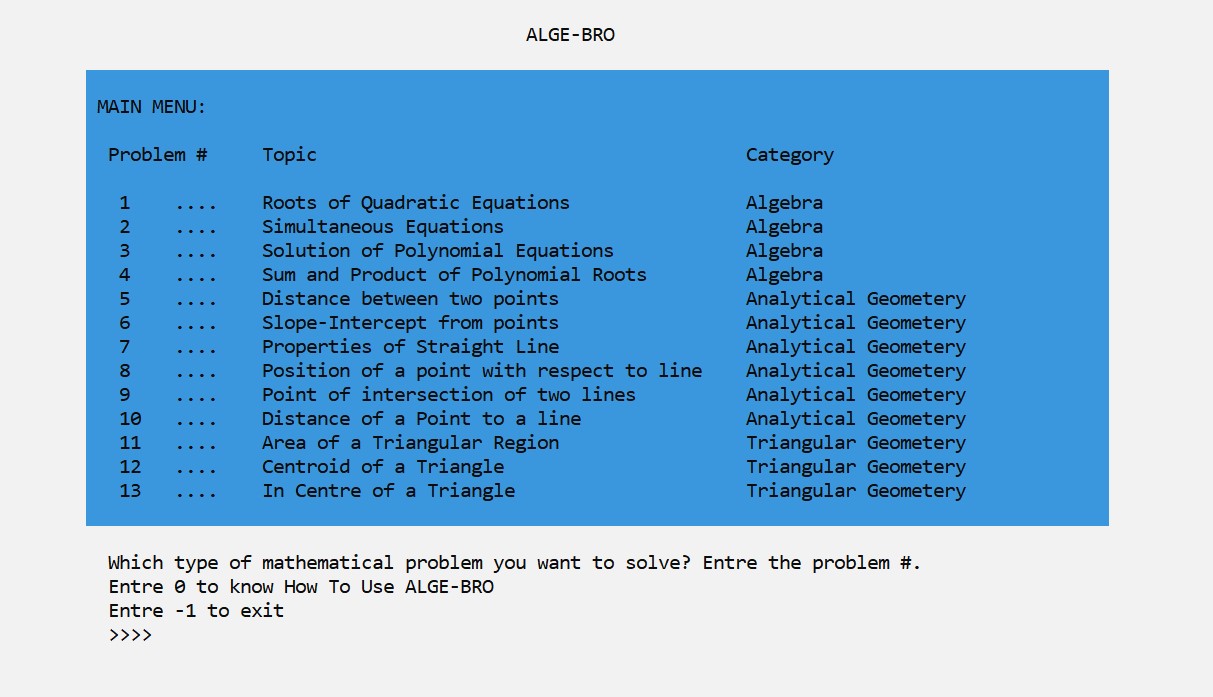 ALGE-BRO
MAIN MENU:
Problem # Topic Category
1 .... Roots of Quadratic Equations Algebra
2 .... Simultaneous Equations Algebra
3 .... Solution of Polynomial Equations Algebra
4 .... Sum and Product of Polynomial Roots Algebra
5 .... Distance between two points Analytical Geometery
6 .... Slope-Intercept from points Analytical Geometery
7 .... Properties of Straight Line Analytical Geometery
8 .... Position of a point with respect to line Analytical Geometery
9 .... Point of intersection of two lines Analytical Geometery
10 .... Distance of a Point to a line Analytical Geometery
11 .... Area of a Triangular Region Triangular Geometery
12 .... Centroid of a Triangle Triangular Geometery
13 .... In Centre of a Triangle Triangular Geometery
Which type of mathematical problem you want to solve? Entre the problem #.
Entre 0 to know How To Use ALGE-BRO
Entre -1 to exit
>>>>